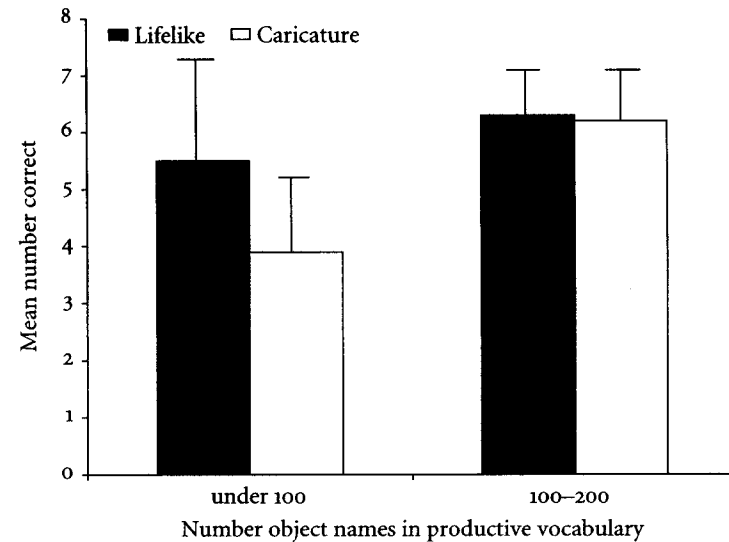 8
Lifelike Caricature
7
6
5
4
3
2
1
0
Mean number correct
under 100 100–200
Number object names in productive vocabulary